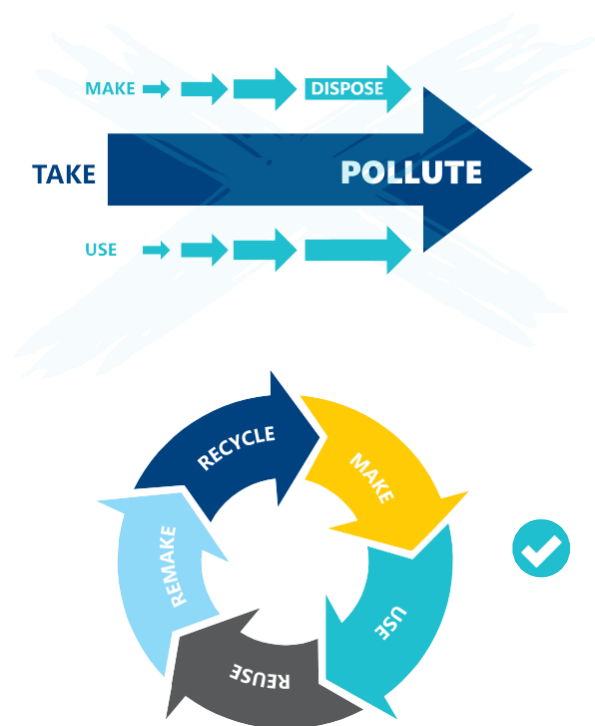 MAKE
DISPOSE
TAKE
POLLUTE
USE
RECYCLE
MAKE
USE
REUSE
REMAKE